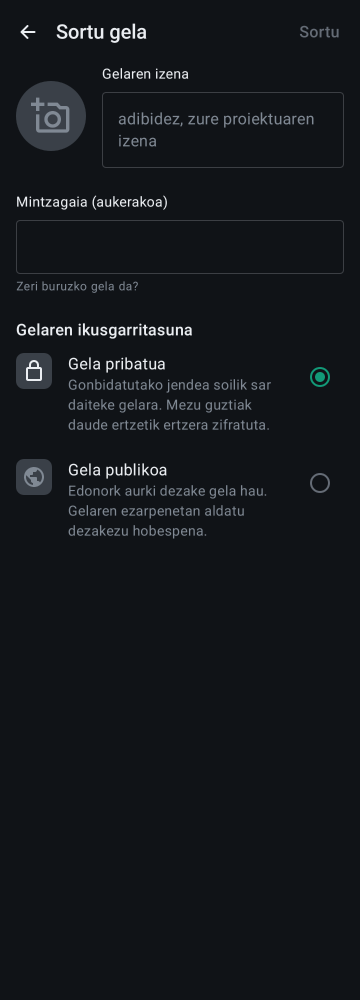 Sortu gela
Sortu
Gelaren izena
adibidez, zure proiektuaren
izena
Mintzagaia (aukerakoa)
Zeri buruzko gela da?
Gelaren ikusgarritasuna
Gela pribatua
Gonbidatutako jendea soilik sar
daiteke gelara. Mezu guztiak
daude ertzetik ertzera zifratuta.
Gela publikoa
Edonork aurki dezake gela hau.
Gelaren ezarpenetan aldatu
dezakezu hobespena.